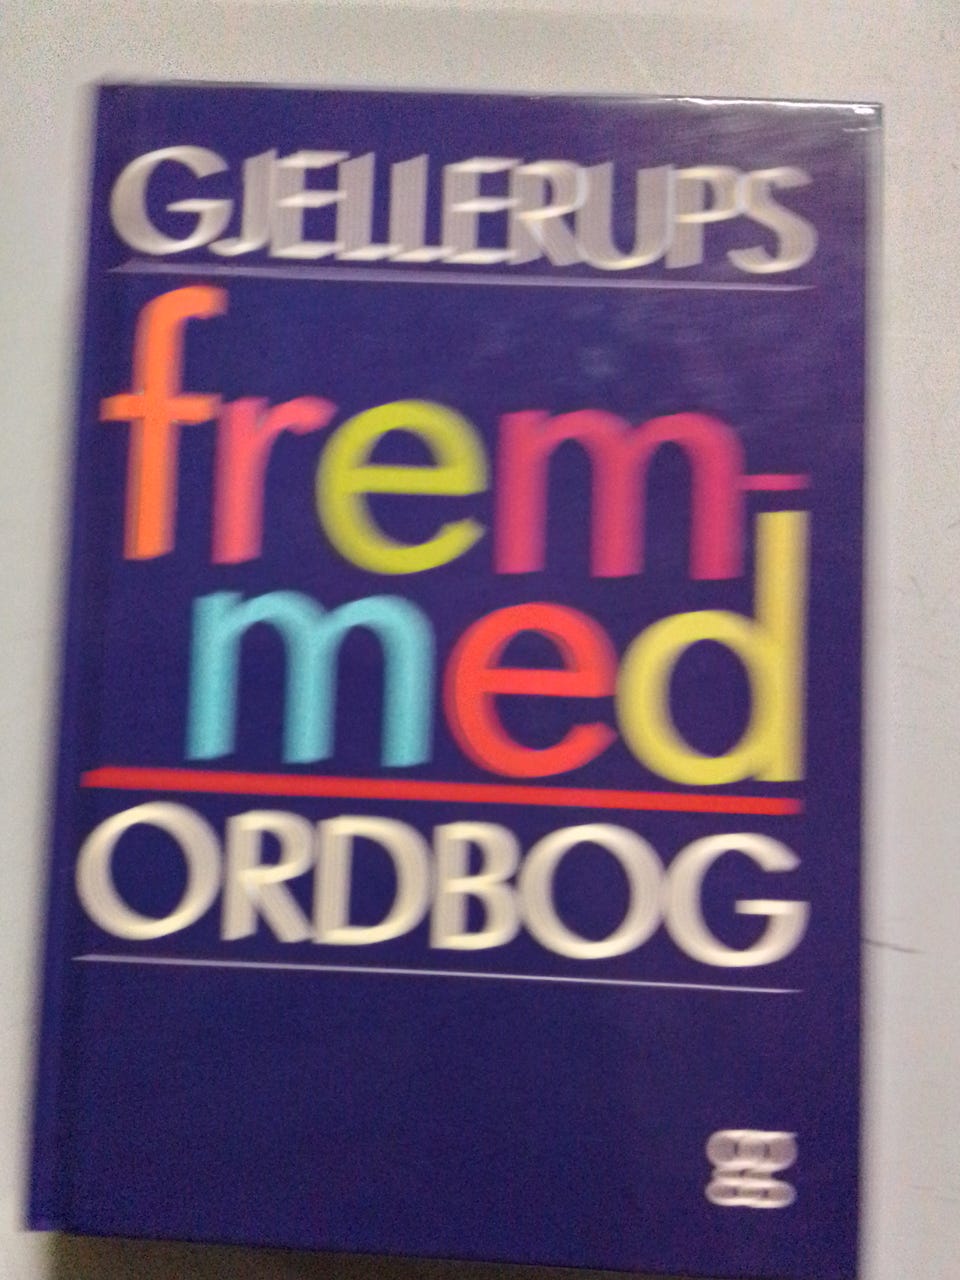 GJELLERUPS
frem-
med
ORDBOG
g